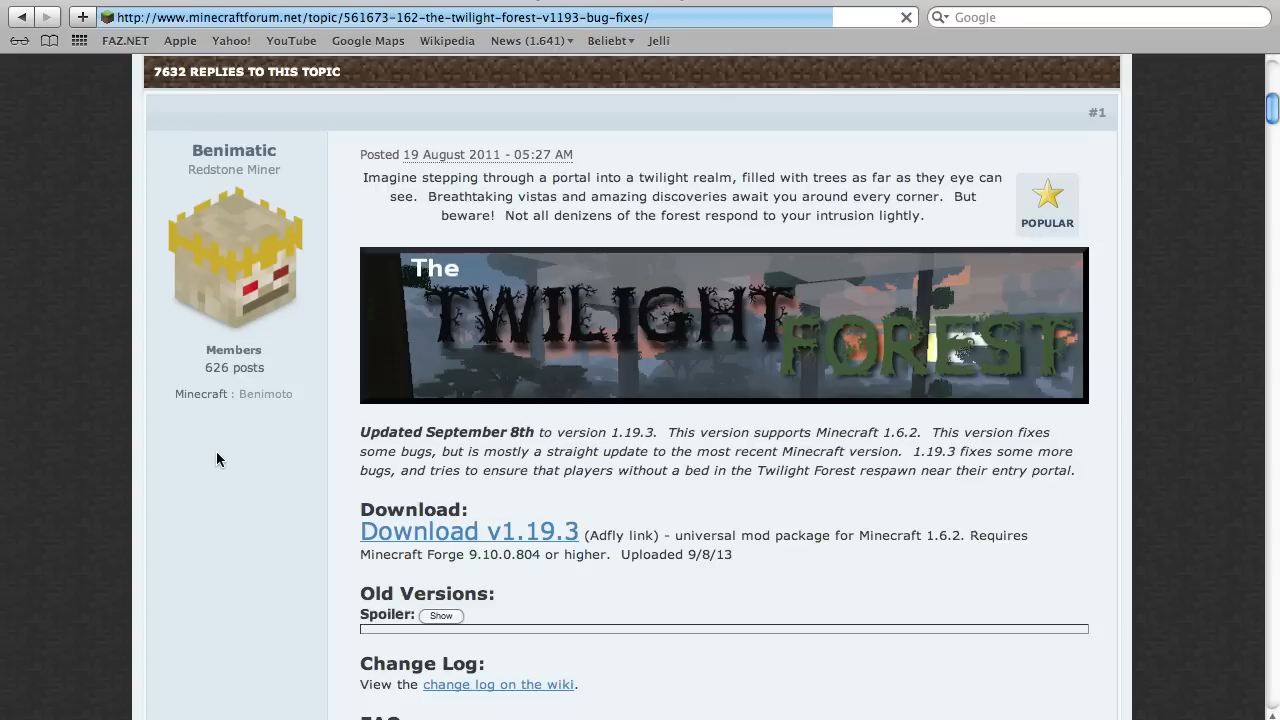 http://www.minecraftforum.net/topic/561673-162-the-twilight-forest-v1193-bug-fixes/
Google
FAZ.NET Apple Yahoo! YouTube Google Maps Wikipedia News (1.641) Beliebt Jelli
7632 REPLIES TO THIS TOPIC
#1
Benimatic
Redstone Miner
Members
626 posts
Minecraft : Benimoto
Posted 19 August 2011 - 05:27 AM
Imagine stepping through a portal into a twilight realm, filled with trees as far as they eye can
see. Breathtaking vistas and amazing discoveries await you around every corner. But
beware! Not all denizens of the forest respond to your intrusion lightly.
POPULAR
The
TWILIGHT
FOREST
Updated September 8th to version 1.19.3. This version supports Minecraft 1.6.2. This version fixes
some bugs, but is mostly a straight update to the most recent Minecraft version. 1.19.3 fixes some more
bugs, and tries to ensure that players without a bed in the Twilight Forest respawn near their entry portal.
Download:
Download v1.19.3 (Adfly link) - universal mod package for Minecraft 1.6.2. Requires
Minecraft Forge 9.10.0.804 or higher. Uploaded 9/8/13
Old Versions:
Spoiler: Show
Change Log:
View the change log on the wiki.
FAQ